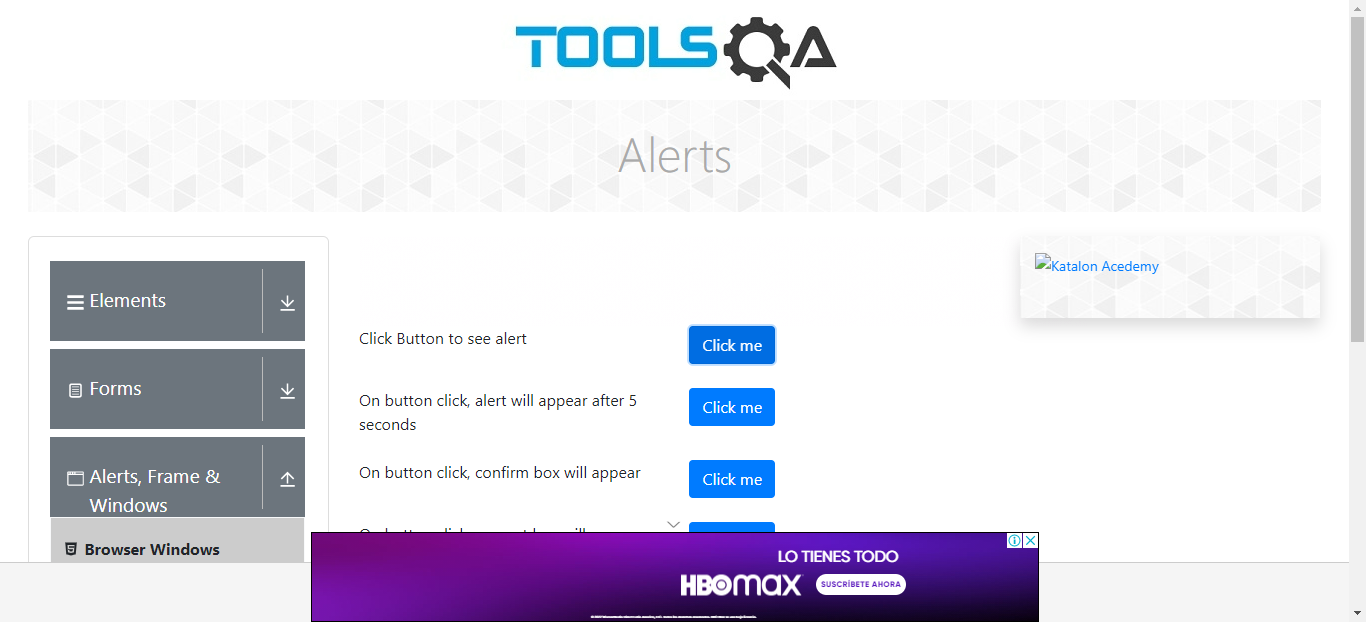 TOOLSQA
Alerts
Elements
Forms
Alerts, Frame &
Windows
Browser Windows
Click Button to see alert
Click me
On button click, alert will appear after 5
seconds
Click me
On button click, confirm box will appear
Click me
Katalon Acedemy
LO TIENES TODO
HBOMAX
SUSCRÍBETE AHORA